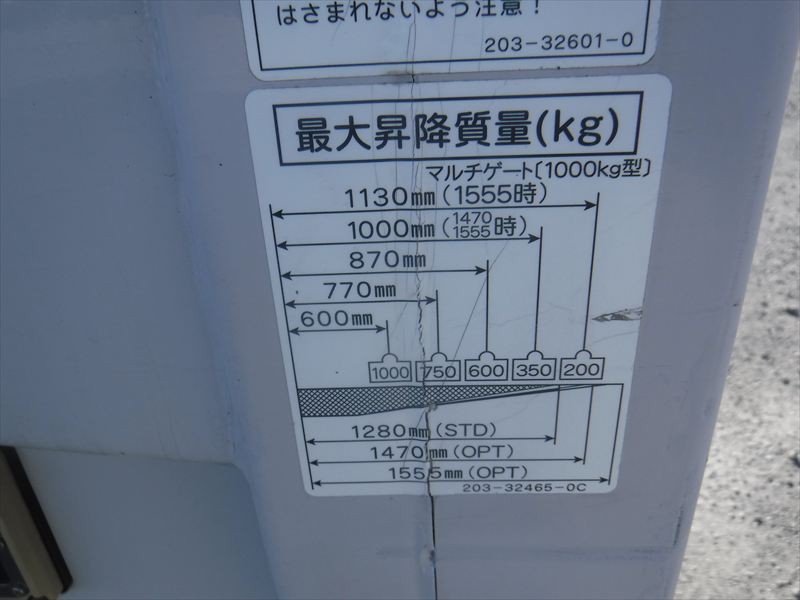 はさまれないよう注意！
203-32601-0
最大昇降質量(kg)
マルチゲート〔1000kg型〕
1130mm(1555時)
1000mm(1470 1555時)
870mm
770mm
600mm
1000 750 600 350 200
1280mm(STD)
1470mm(OPT)
1555mm(OPT)
203-32465-0C